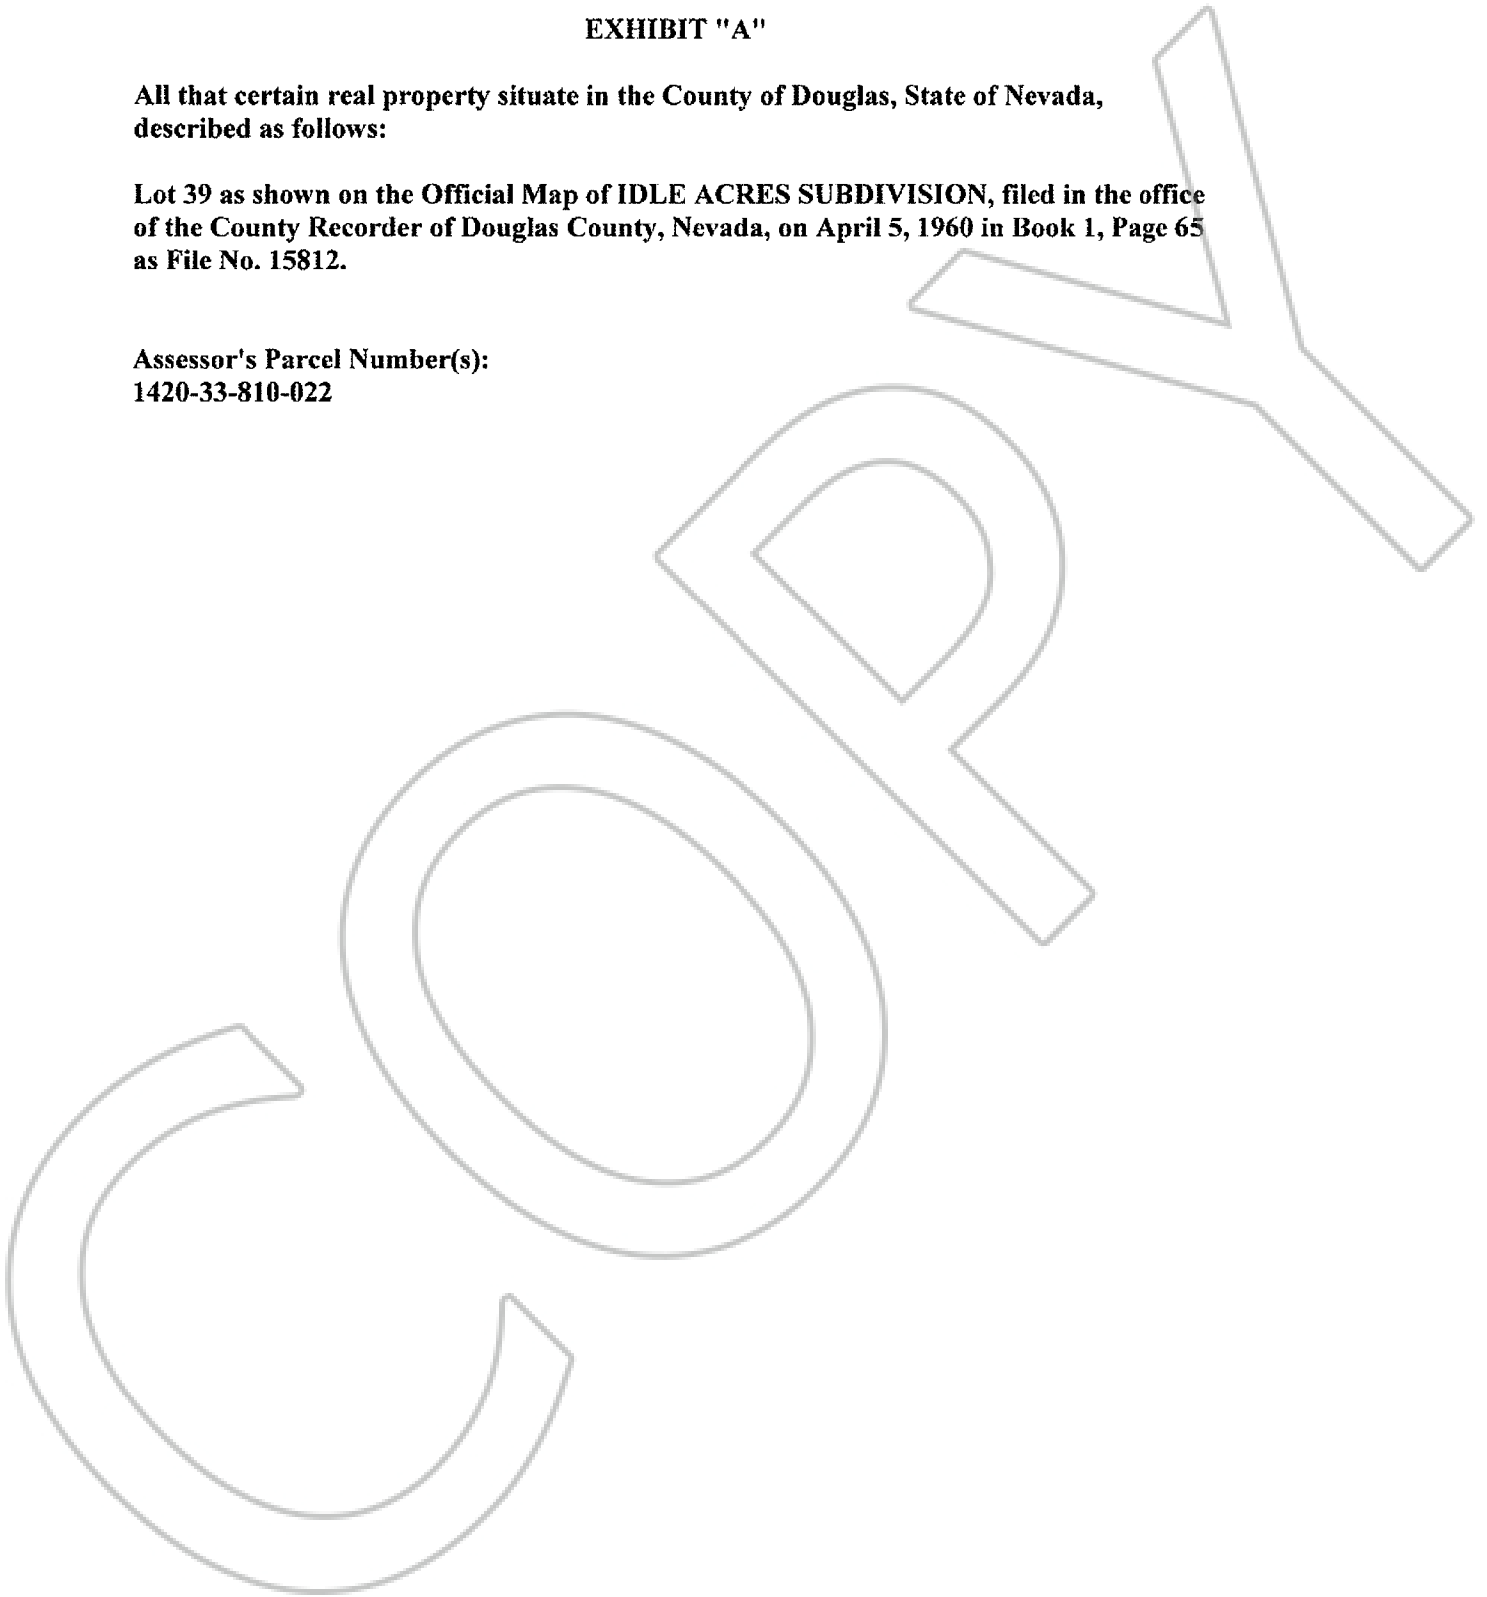 EXHIBIT "A"
All that certain real property situate in the County of Douglas, State of Nevada,
described as follows:
Lot 39 as shown on the Official Map of IDLE ACRES SUBDIVISION, filed in the office
of the County Recorder of Douglas County, Nevada, on April 5, 1960 in Book 1, Page 65
as File No. 15812.
Assessor's Parcel Number(s):
1420-33-810-022
COPY